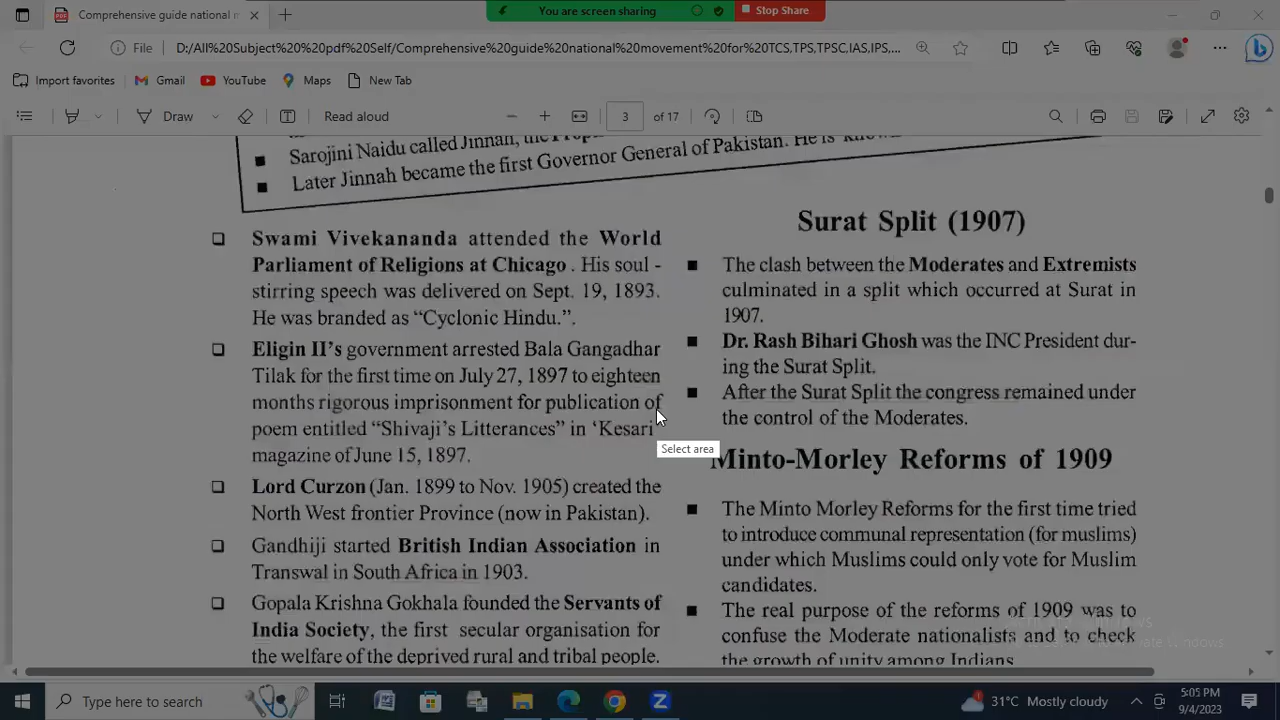 Comprehensive guide national m
You are screen sharing
Stop Share
File
D:/All%20Subject%20%20pdf%20Self/Comprehensive%20guide%20national%20movement%20for%20TCS,TPS,TPSC,IAS,IPS,...
Import favorites
Gmail
YouTube
Maps
New Tab
Draw
Read aloud
3
of 17
Sarojini Naidu called Jinnah, the
Later Jinnah became the first Governor General of Pakistan. He is
Swami Vivekananda attended the World
Parliament of Religions at Chicago . His soul -
stirring speech was delivered on Sept. 19, 1893.
He was branded as “Cyclonic Hindu.”.
Eligin II's government arrested Bala Gangadhar
Tilak for the first time on July 27, 1897 to eighteen
months rigorous imprisonment for publication of
poem entitled “Shivaji's Litterances” in ‘Kesari’
magazine of June 15, 1897.
Lord Curzon (Jan. 1899 to Nov. 1905) created the
North West frontier Province (now in Pakistan).
Gandhiji started British Indian Association in
Transwal in South Africa in 1903.
Gopala Krishna Gokhala founded the Servants of
India Society, the first secular organisation for
the welfare of the deprived rural and tribal people.
Surat Split (1907)
The clash between the Moderates and Extremists
culminated in a split which occurred at Surat in
1907.
Dr. Rash Bihari Ghosh was the INC President dur-
ing the Surat Split.
After the Surat Split the congress remained under
the control of the Moderates.
Select area
Minto-Morley Reforms of 1909
The Minto Morley Reforms for the first time tried
to introduce communal representation (for muslims)
under which Muslims could only vote for Muslim
candidates.
The real purpose of the reforms of 1909 was to
confuse the Moderate nationalists and to check
the growth of unity among Indians.
Type here to search
31°C Mostly cloudy
5:05 PM
9/4/2023